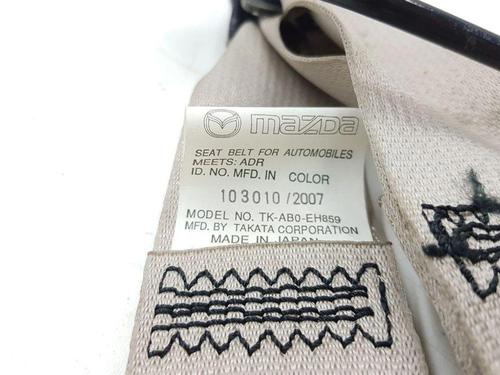 mazda
SEAT BELT FOR AUTOMOBILES
MEETS: ADR
ID. NO. MFD. IN COLOR
103010/2007
MODEL NO. TK-AB0-EH859
MFD. BY TAKATA CORPORATION
MADE IN JAPAN